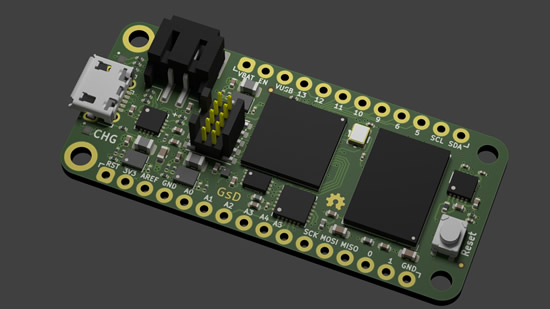 VBAT
EN
VUSB
13
12
11
10
9
6
5
SCL
SDA
CHG
RST
3V3
AREF
GND
A0
A1
A2
A3
A4
A5
GsD
SCK
MOSI
MISO
0
1
GND
Reset